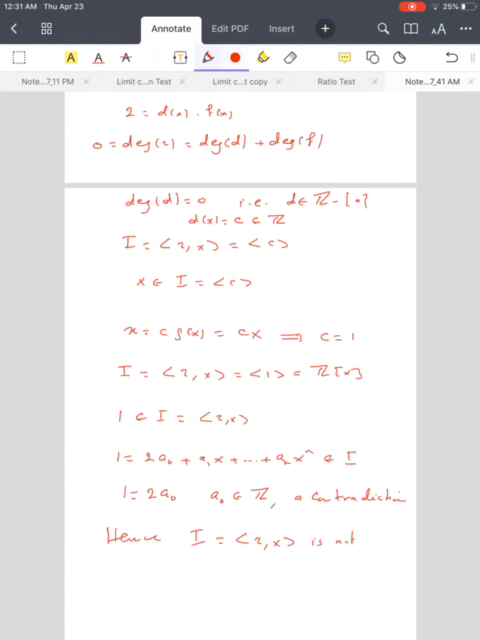 12:31 AM Thu Apr 23
25%
Annotate Edit PDF Insert
Note...7_11 PM Limit c...n Test Limit c...t copy Ratio Test Note...7_41 AM
2 = d(x) · f(x)
0 = deg(2) = deg(d) + deg(f)
deg(d) = 0 i.e. d ∈ ℤ - {0}
d(x) = c ∈ ℤ
I = <2, x> = <c>
x ∈ I = <c>
x = c g(x) = cx ⟹ c = 1
I = <2, x> = <1> = ℤ[x]
1 ∈ I = <2, x>
1 = 2a₀ + a₁x + ... + aₙxⁿ ∈ I
1 = 2a₀ a₀ ∈ ℤ, a contradiction
Hence I = <2, x> is not